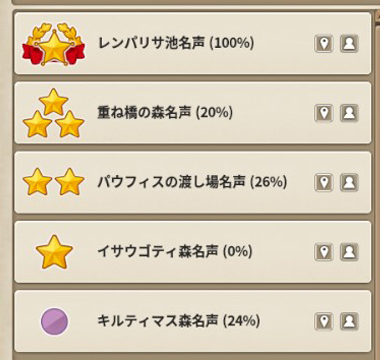 レンパリサ池名声 (100%)
重ね橋の森名声 (20%)
パウフィスの渡し場名声 (26%)
イサウゴティ森名声 (0%)
キルティマス森名声 (24%)